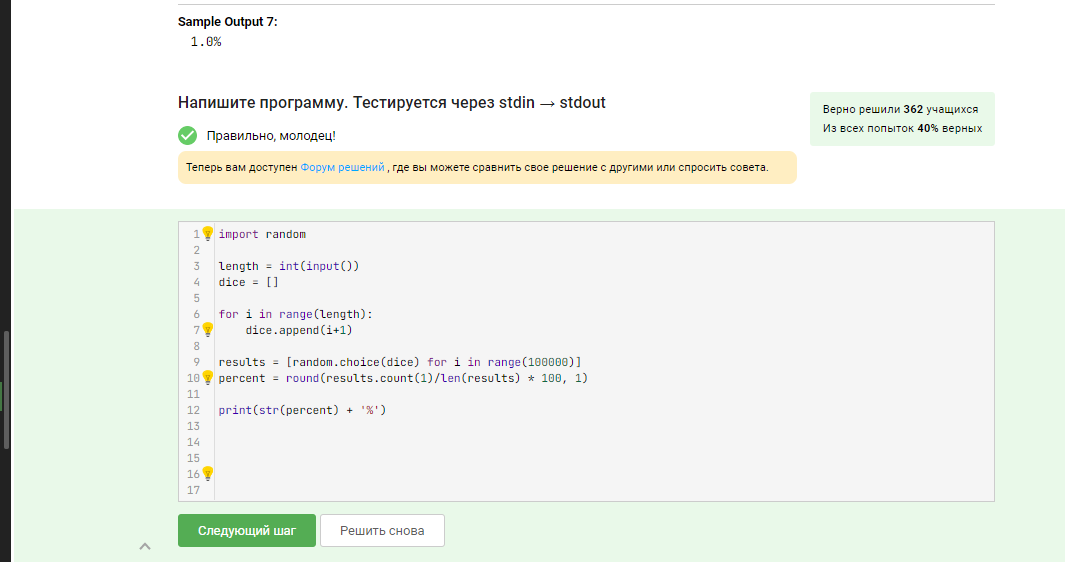 Sample Output 7:
1.0%
Напишите программу. Тестируется через stdin → stdout
Верно решили 362 учащихся
Из всех попыток 40% верных
Правильно, молодец!
Теперь вам доступен Форум решений , где вы можете сравнить свое решение с другими или спросить совета.
1 import random
2
3 length = int(input())
4 dice = []
5
6 for i in range(length):
7     dice.append(i+1)
8
9 results = [random.choice(dice) for i in range(100000)]
10 percent = round(results.count(1)/len(results) * 100, 1)
11
12 print(str(percent) + '%')
13
14
15
16
17
Следующий шаг
Решить снова